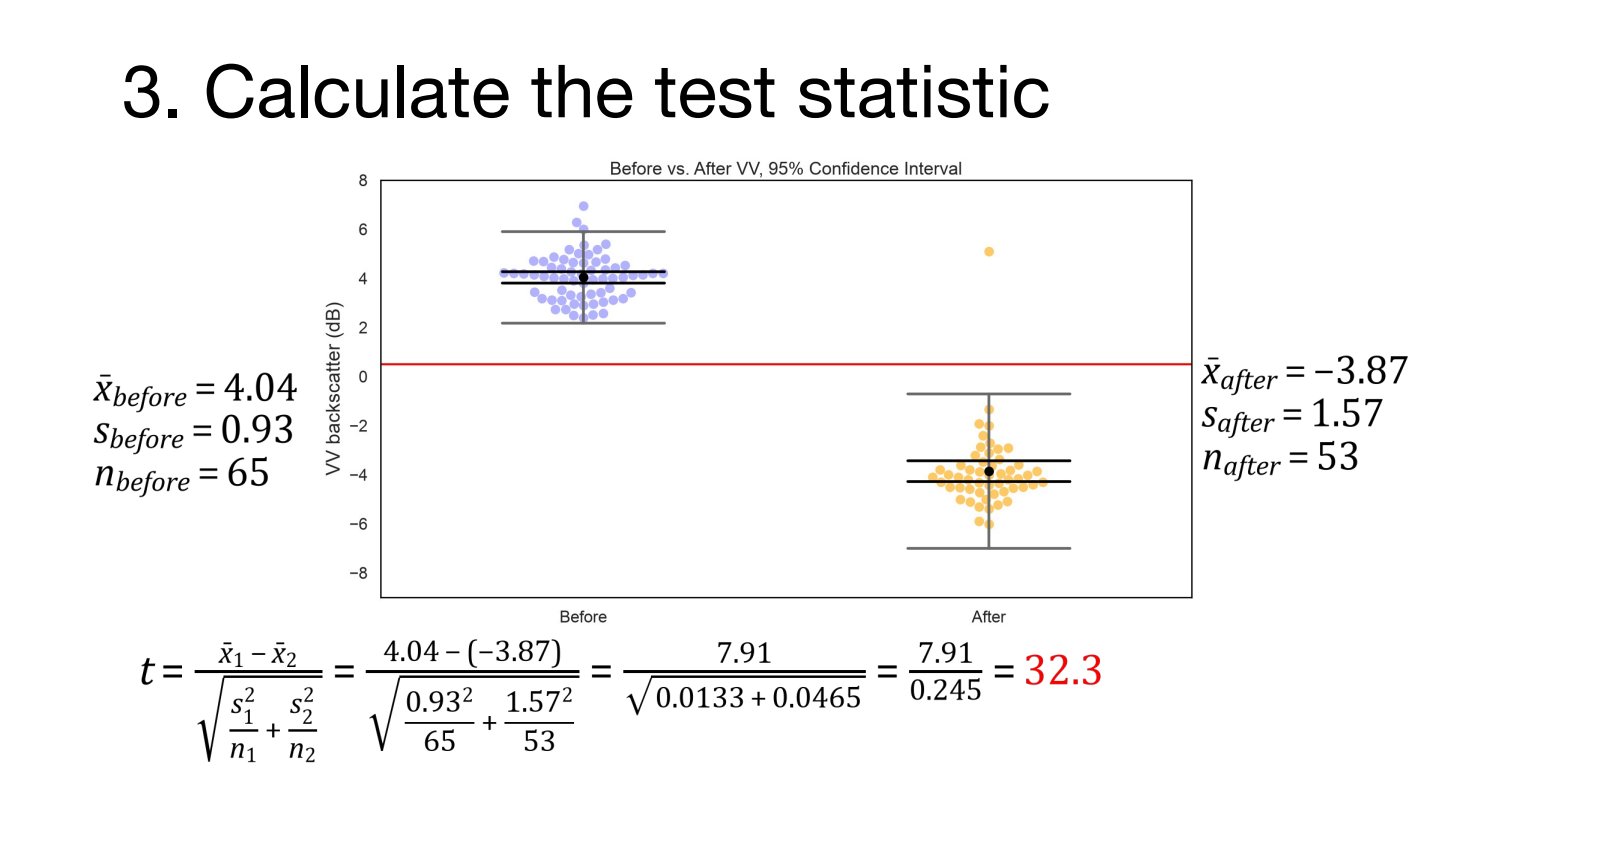 3. Calculate the test statistic
Before vs. After VV, 95% Confidence Interval
8
6
4
2
0
−2
−4
−6
−8
VV backscatter (dB)
Before
After
x̄before = 4.04
sbefore = 0.93
nbefore = 65
x̄after = −3.87
safter = 1.57
nafter = 53
t = (x̄₁ − x̄₂) / √(s₁²/n₁ + s₂²/n₂) = (4.04 − (−3.87)) / √(0.93²/65 + 1.57²/53) = 7.91 / √(0.0133 + 0.0465) = 7.91 / 0.245 = 32.3